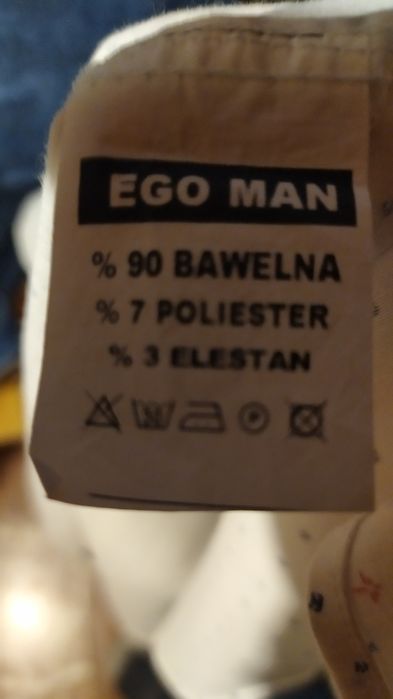 EGO MAN
% 90 BAWELNA
% 7 POLIESTER
% 3 ELESTAN